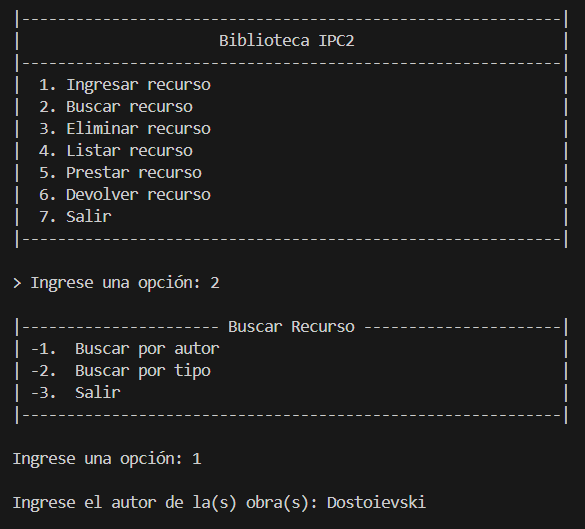 |------------------------------------------------------------|
|                      Biblioteca IPC2                       |
|------------------------------------------------------------|
|  1. Ingresar recurso                                       |
|  2. Buscar recurso                                         |
|  3. Eliminar recurso                                       |
|  4. Listar recurso                                         |
|  5. Prestar recurso                                        |
|  6. Devolver recurso                                       |
|  7. Salir                                                  |
|------------------------------------------------------------|
> Ingrese una opción: 2
|---------------------- Buscar Recurso ----------------------|
| -1.  Buscar por autor                                      |
| -2.  Buscar por tipo                                       |
| -3.  Salir                                                 |
|------------------------------------------------------------|
Ingrese una opción: 1
Ingrese el autor de la(s) obra(s): Dostoievski